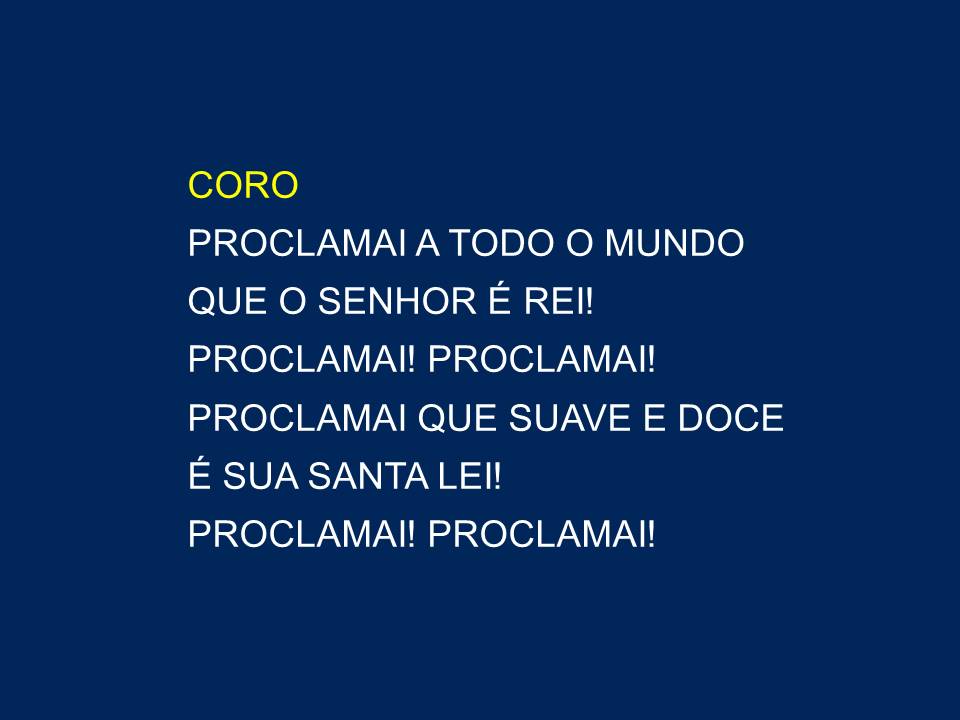 CORO
PROCLAMAI A TODO O MUNDO
QUE O SENHOR É REI!
PROCLAMAI! PROCLAMAI!
PROCLAMAI QUE SUAVE E DOCE
É SUA SANTA LEI!
PROCLAMAI! PROCLAMAI!